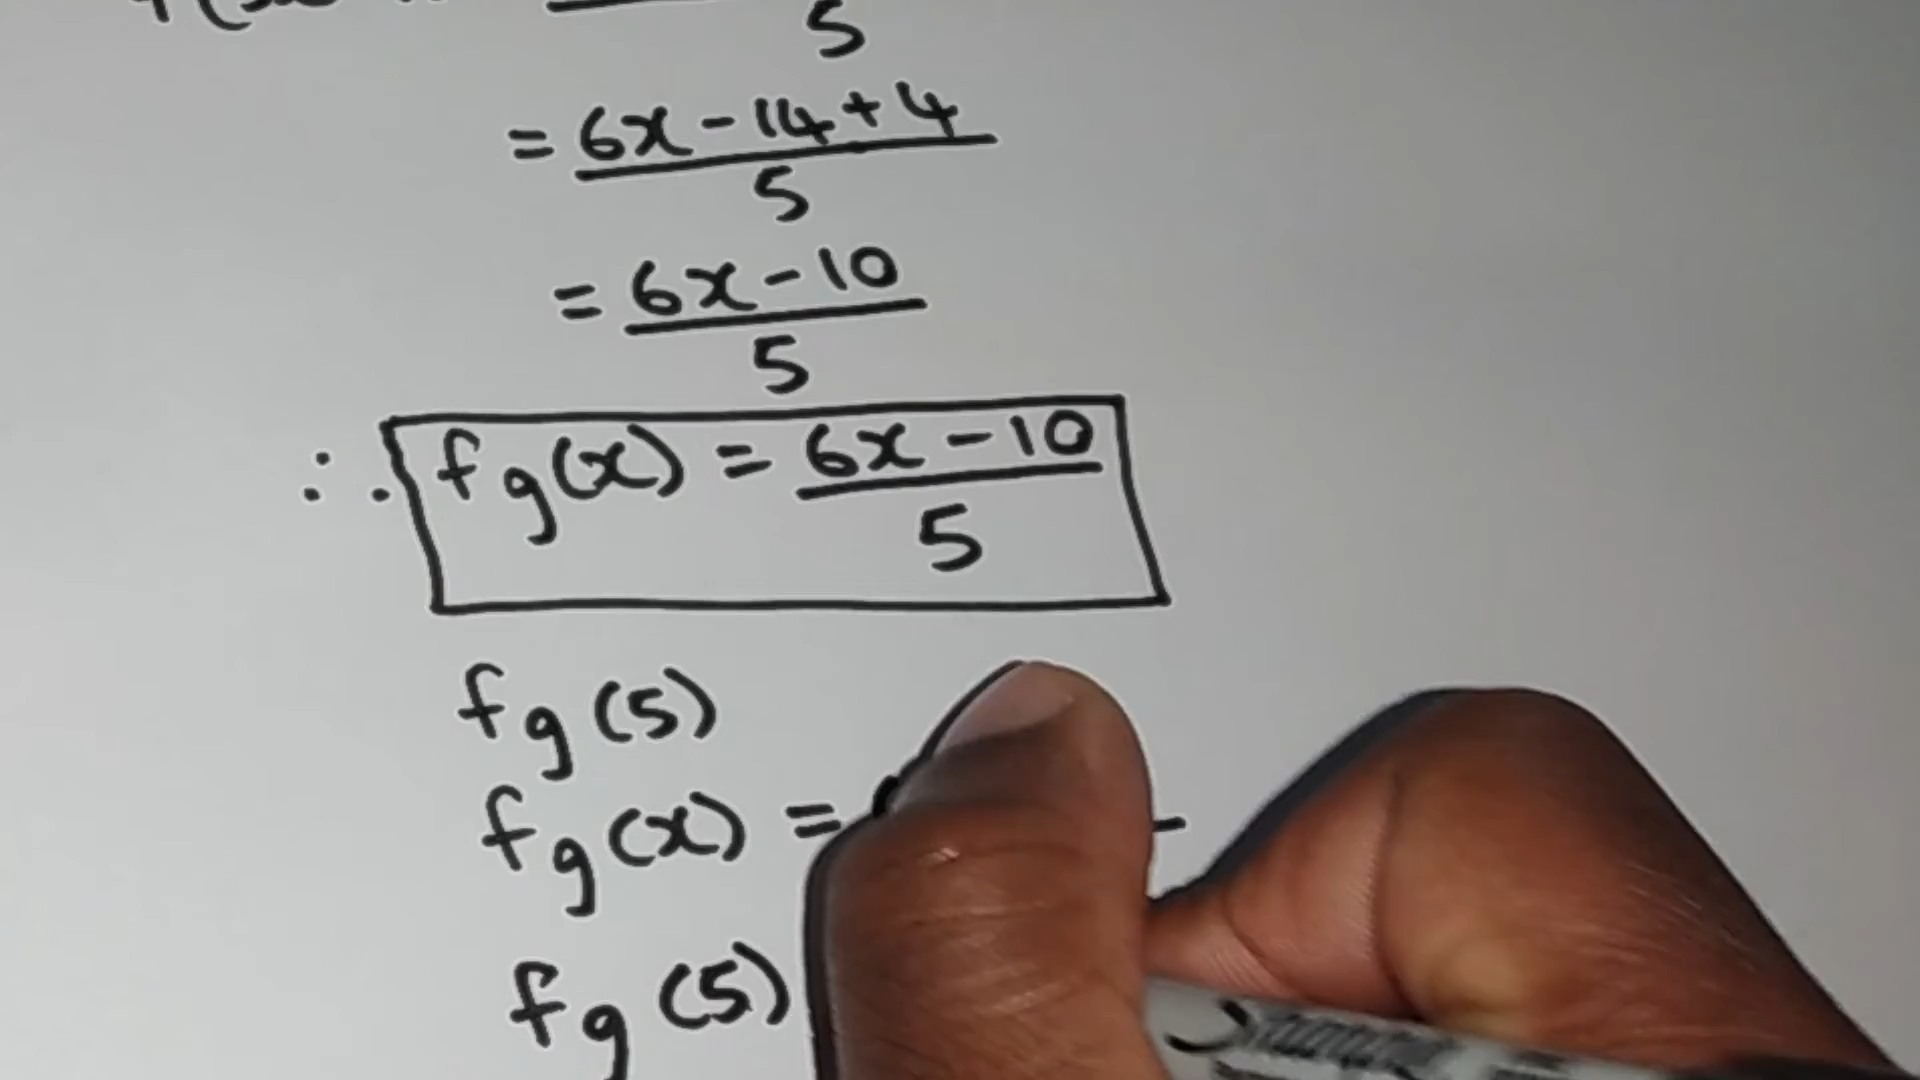 5
= 6x - 14 + 4
5
= 6x - 10
5
∴ fg(x) = 6x - 10
5
fg(5)
fg(x) =
fg(5)